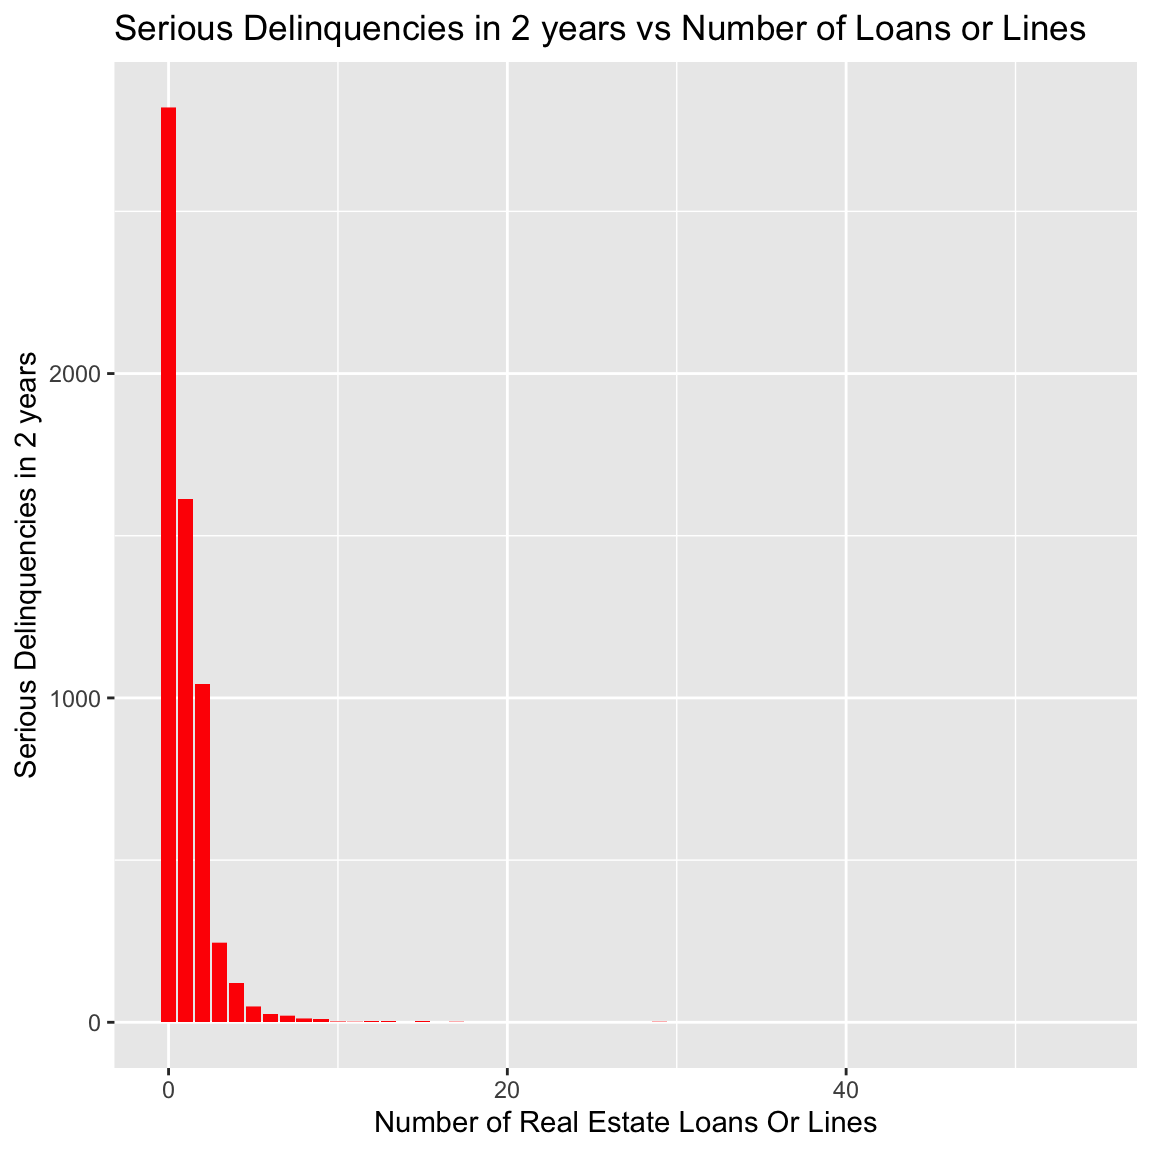 Serious Delinquencies in 2 years vs Number of Loans or Lines
Serious Delinquencies in 2 years
2000
1000
0
0 20 40
Number of Real Estate Loans Or Lines